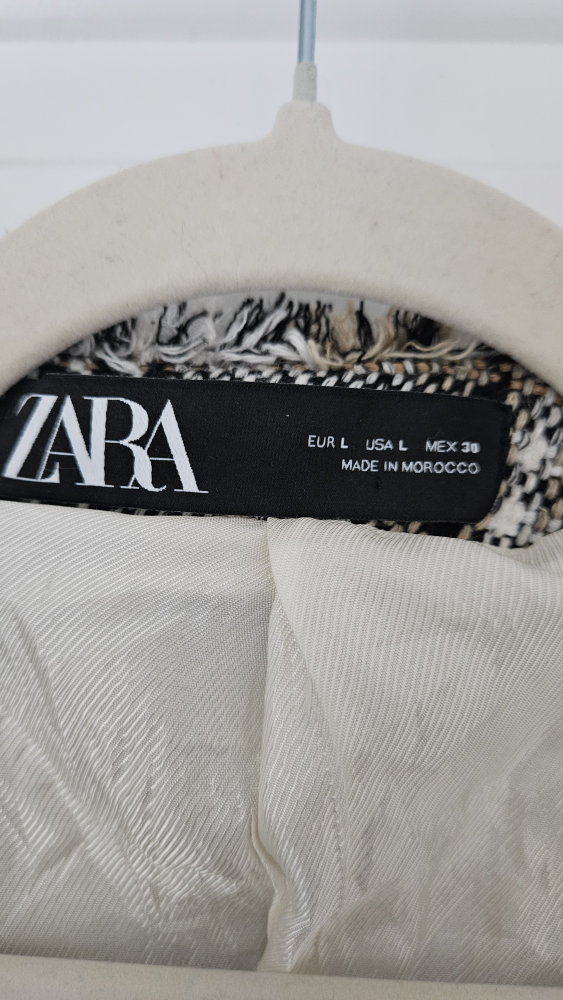 ZARA
EUR L USA L MEX 30
MADE IN MOROCCO